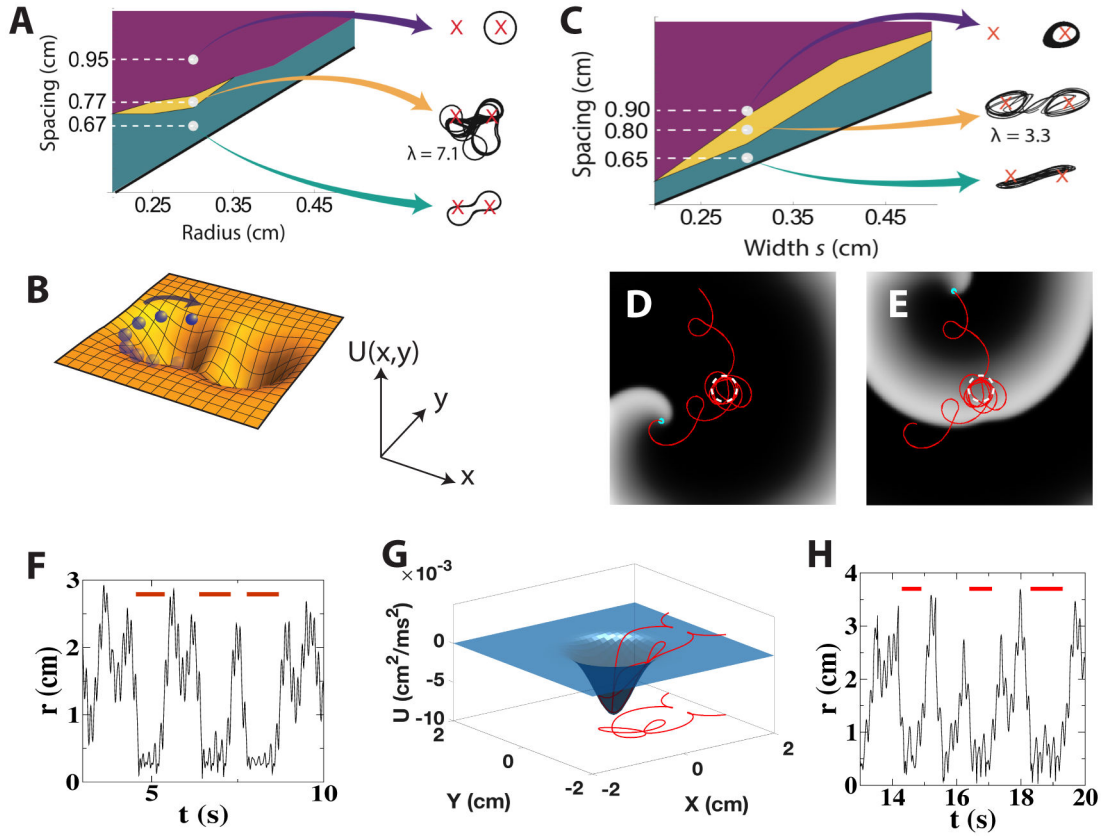 A
Spacing (cm)
0.95
0.77
0.67
0.25
0.35
0.45
Radius (cm)
X X
X X
λ = 7.1
X X
C
Spacing (cm)
0.90
0.80
0.65
0.25
0.35
0.45
Width s (cm)
X X
X X
λ = 3.3
X X
B
U(x,y)
y
x
D
E
F
r (cm)
3
2
1
0
5
10
t (s)
G
×10⁻³
U (cm²/ms²)
0
-5
-10
2
0
-2
Y (cm)
-2
0
2
X (cm)
H
r (cm)
4
3
2
1
0
14
16
18
20
t (s)